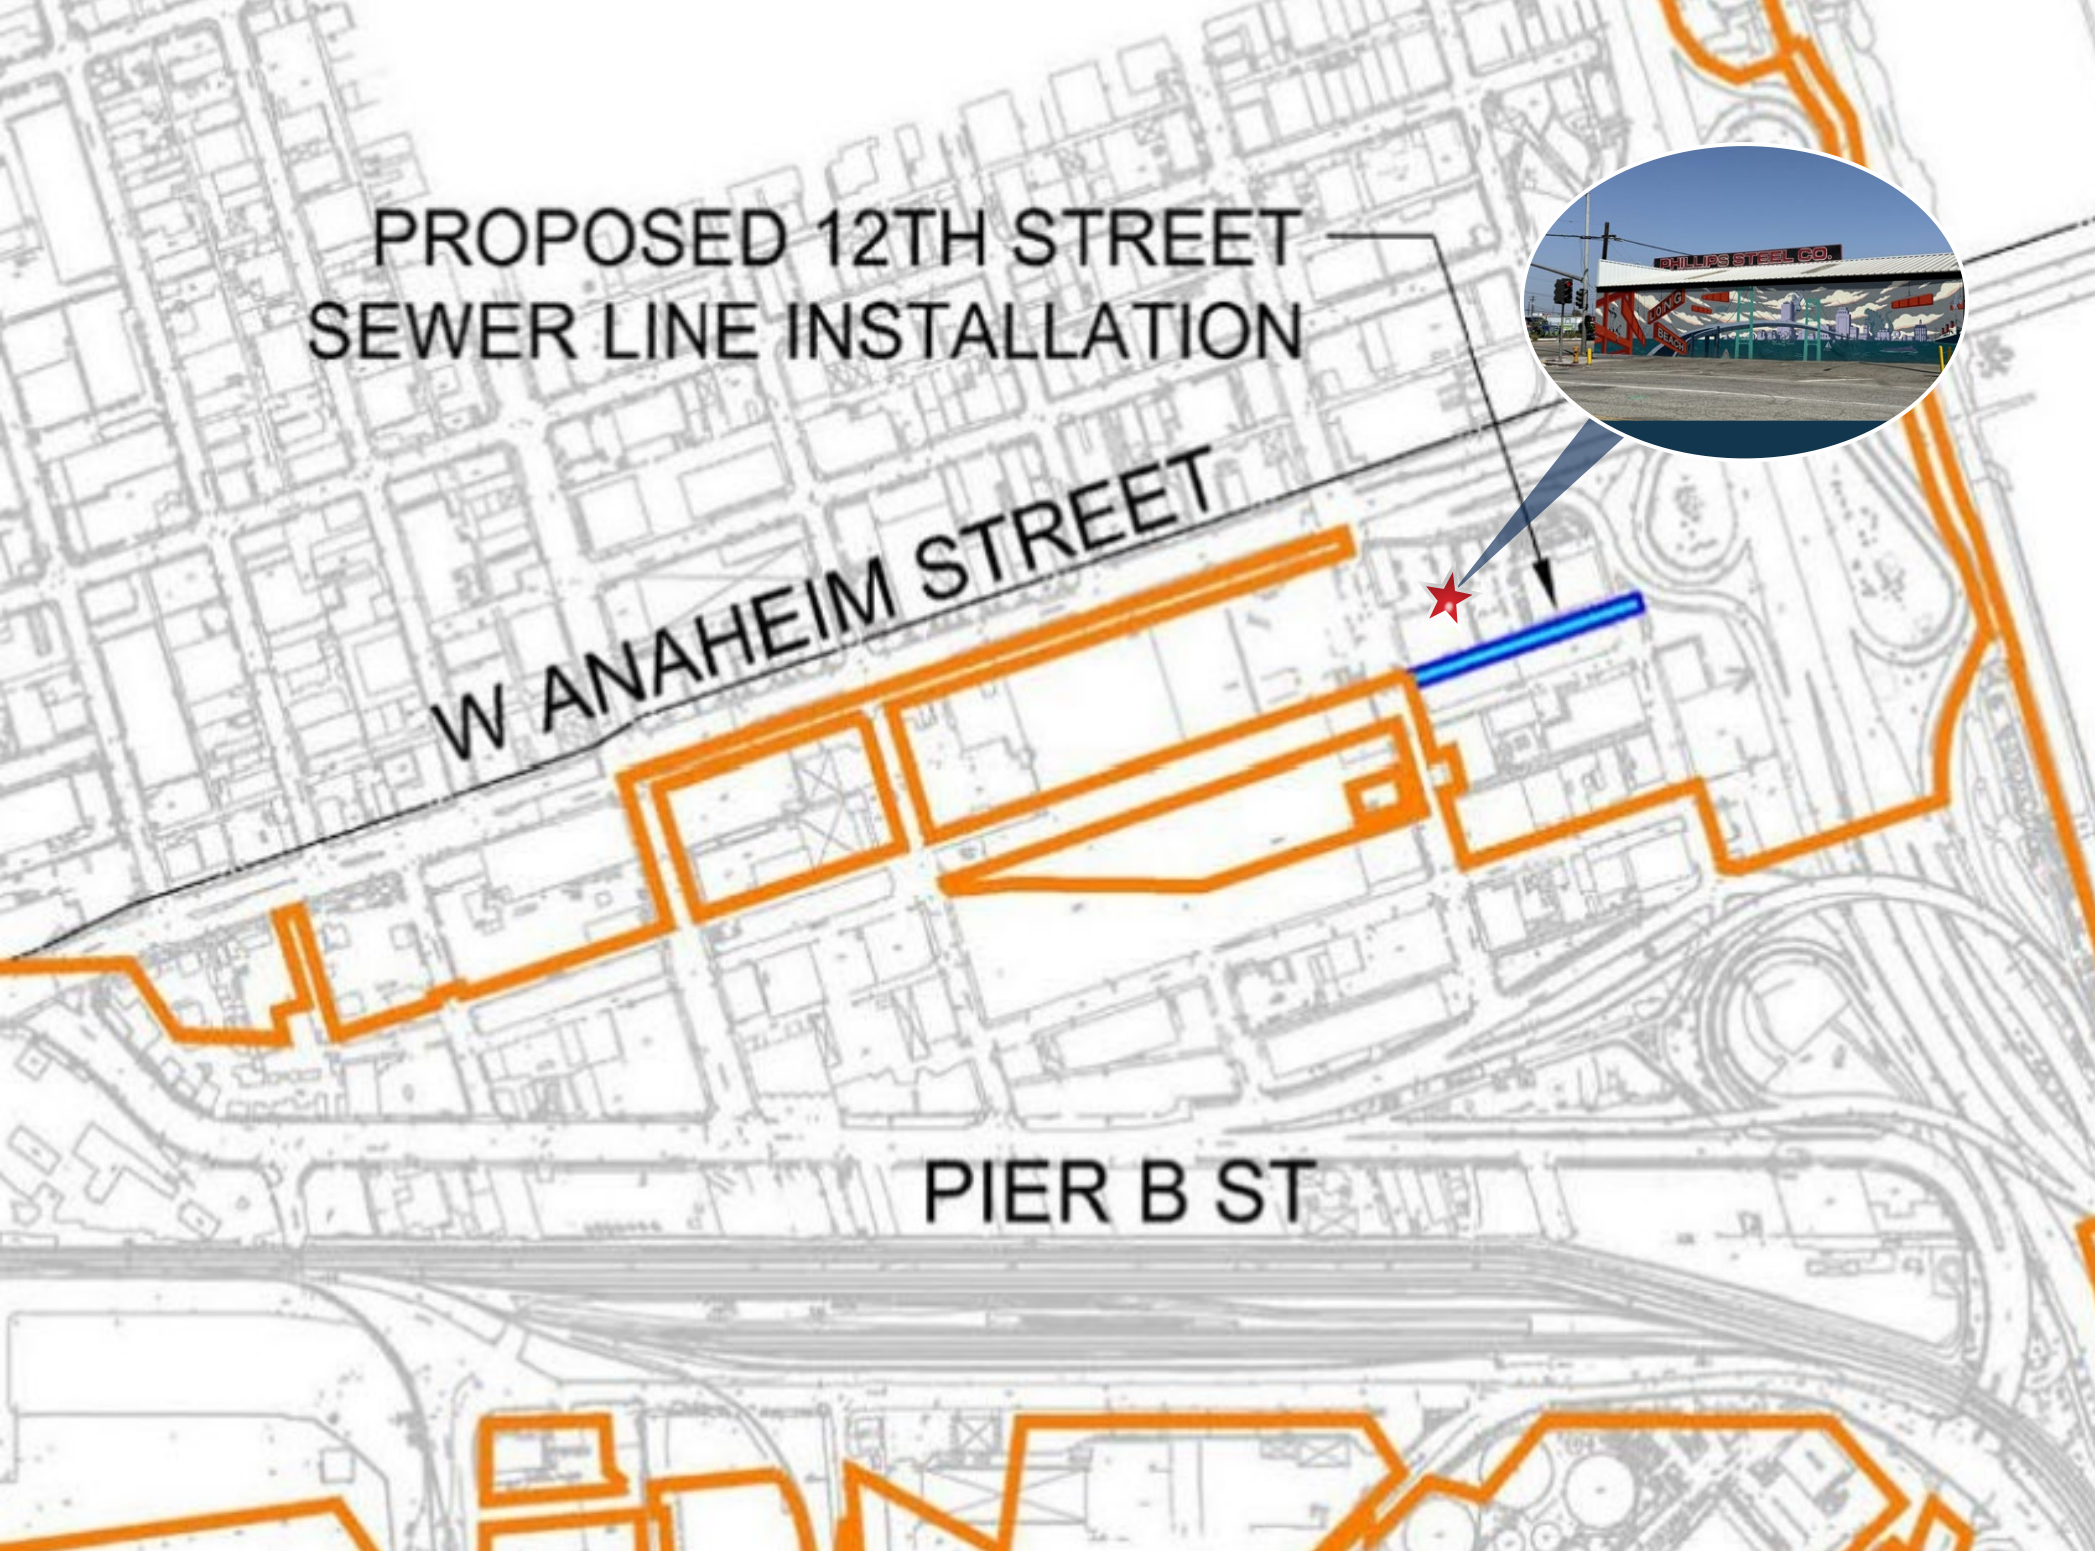 PROPOSED 12TH STREET
SEWER LINE INSTALLATION
PHILLIPS STEEL CO.
LONG
BEACH
W ANAHEIM STREET
PIER B ST